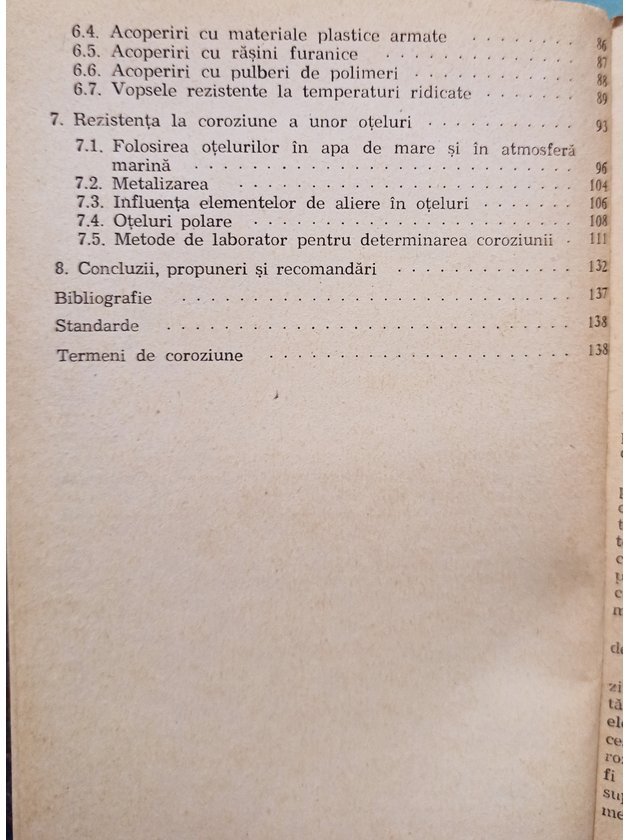 6.4. Acoperiri cu materiale plastice armate . . . . . . . 86
6.5. Acoperiri cu rășini furanice . . . . . . . . . . . 87
6.6. Acoperiri cu pulberi de polimeri . . . . . . . . . . 88
6.7. Vopsele rezistente la temperaturi ridicate . . . . . . 89
7. Rezistența la coroziune a unor oțeluri . . . . . . . . . . 93
7.1. Folosirea oțelurilor în apa de mare și în atmosferă
marină . . . . . . . . . . . . . . . . . . . . . . . 96
7.2. Metalizarea . . . . . . . . . . . . . . . . . . . . 104
7.3. Influența elementelor de aliere în oțeluri . . . . . . 106
7.4. Oțeluri polare . . . . . . . . . . . . . . . . . . . 108
7.5. Metode de laborator pentru determinarea coroziunii . 111
8. Concluzii, propuneri și recomandări . . . . . . . . . . . 132
Bibliografie . . . . . . . . . . . . . . . . . . . . . . . . 137
Standarde . . . . . . . . . . . . . . . . . . . . . . . . . 138
Termeni de coroziune . . . . . . . . . . . . . . . . . . . 138